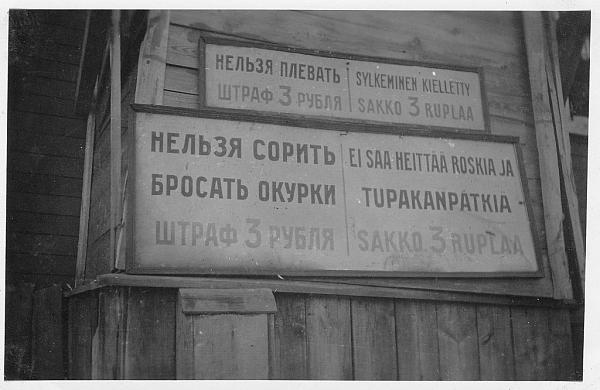 НЕЛЬЗЯ ПЛЕВАТЬ
ШТРАФ 3 РУБЛЯ
SYLKEMINEN KIELLETTY
SAKKO 3 RUPLAA
НЕЛЬЗЯ СОРИТЬ
БРОСАТЬ ОКУРКИ
ШТРАФ 3 РУБЛЯ
EI SAA HEITTÄÄ ROSKIA JA
TUPAKANPÄTKIÄ
SAKKO 3 RUPLAA